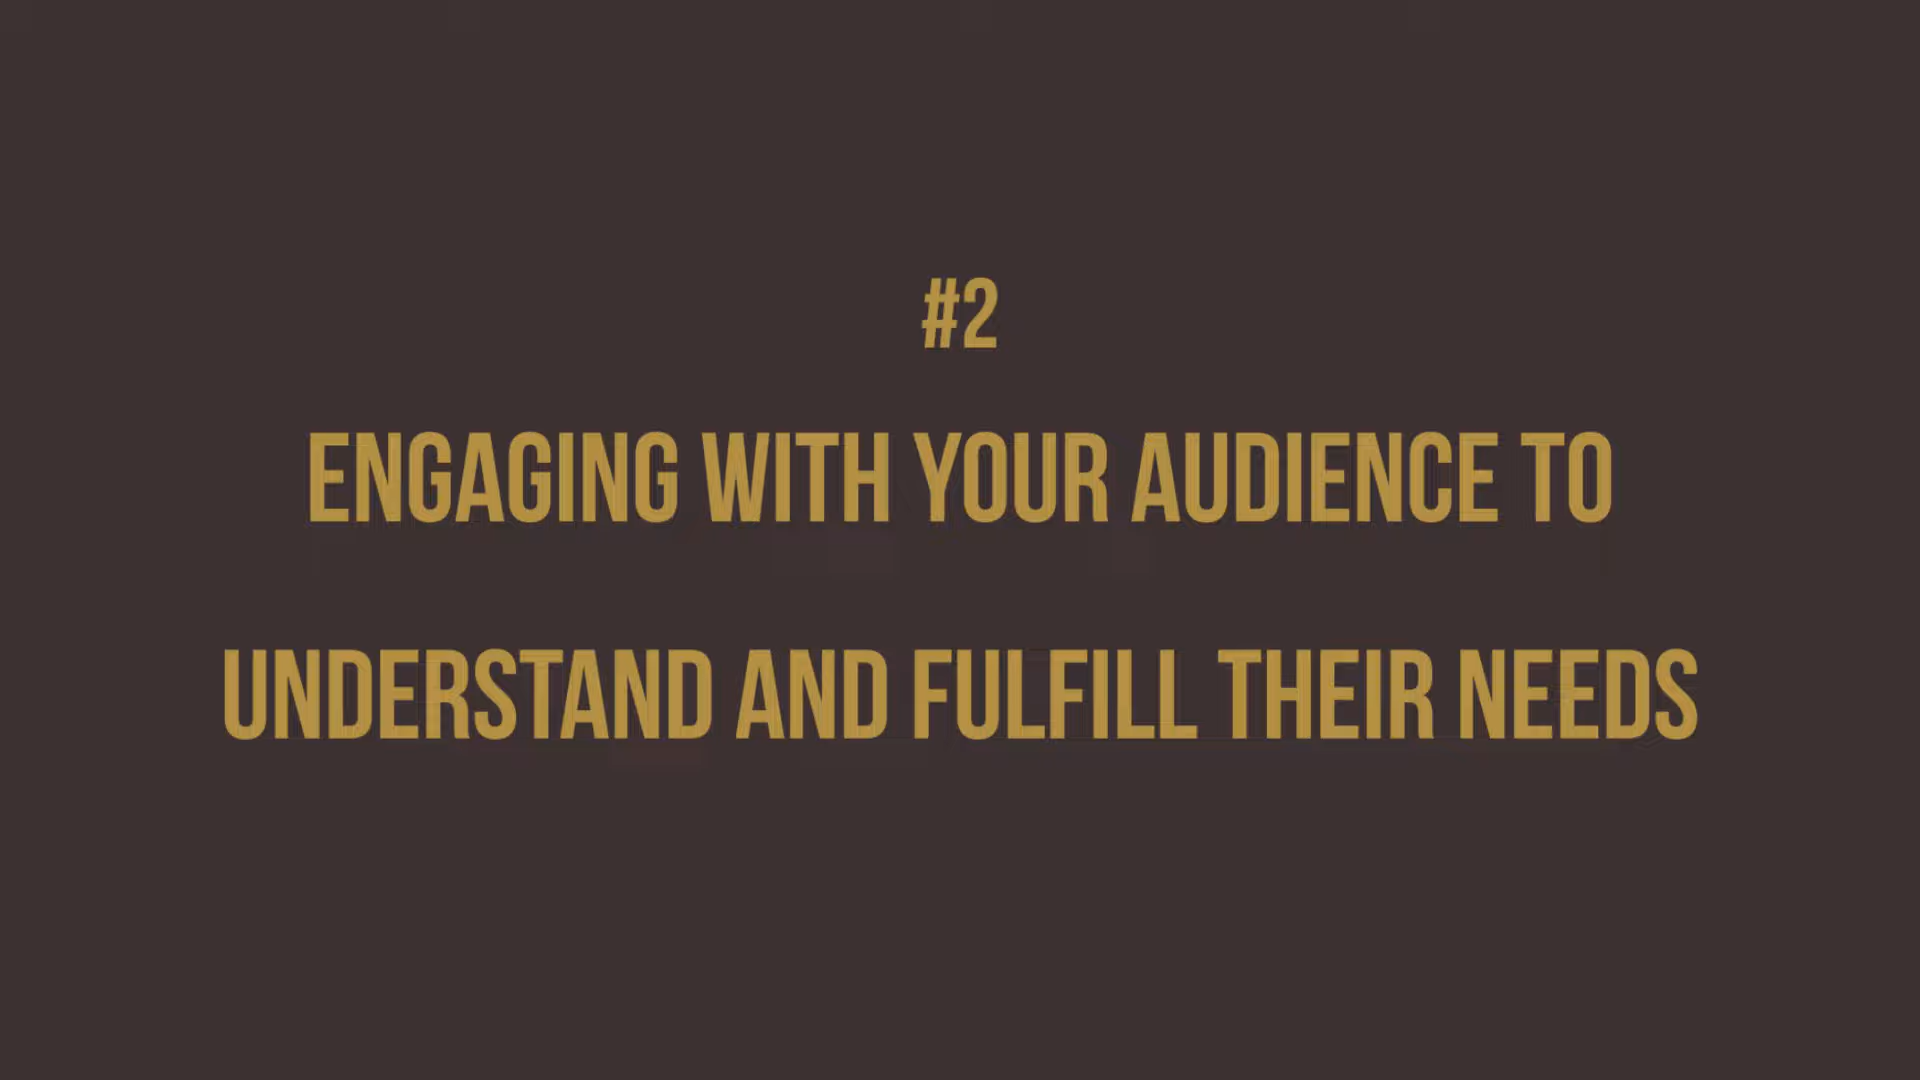 #2
ENGAGING WITH YOUR AUDIENCE TO
UNDERSTAND AND FULFILL THEIR NEEDS